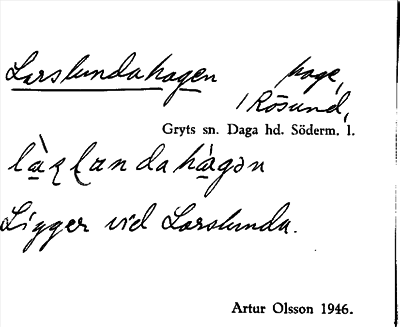 Larslundahagen hage,
i Rösund,
Gryts sn. Daga hd. Söderm. l.
Ligger vid Larslunda.
Artur Olsson 1946.